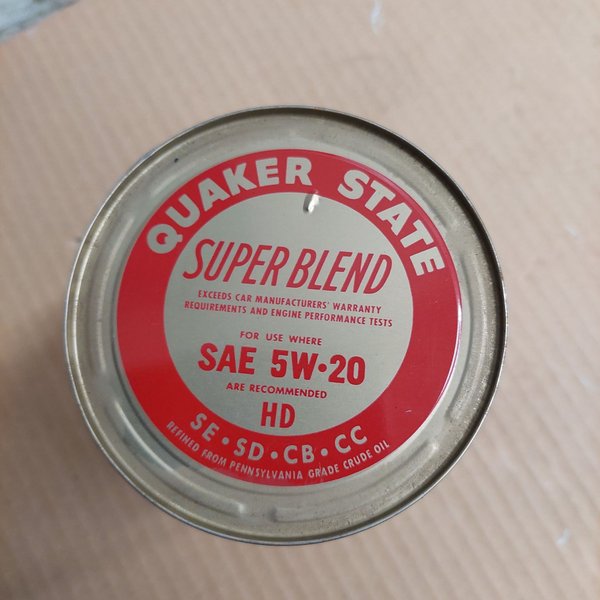 QUAKER STATE
SUPER BLEND
EXCEEDS CAR MANUFACTURERS' WARRANTY
REQUIREMENTS AND ENGINE PERFORMANCE TESTS
FOR USE WHERE
SAE 5W•20
ARE RECOMMENDED
HD
SE•SD•CB•CC
REFINED FROM PENNSYLVANIA GRADE CRUDE OIL